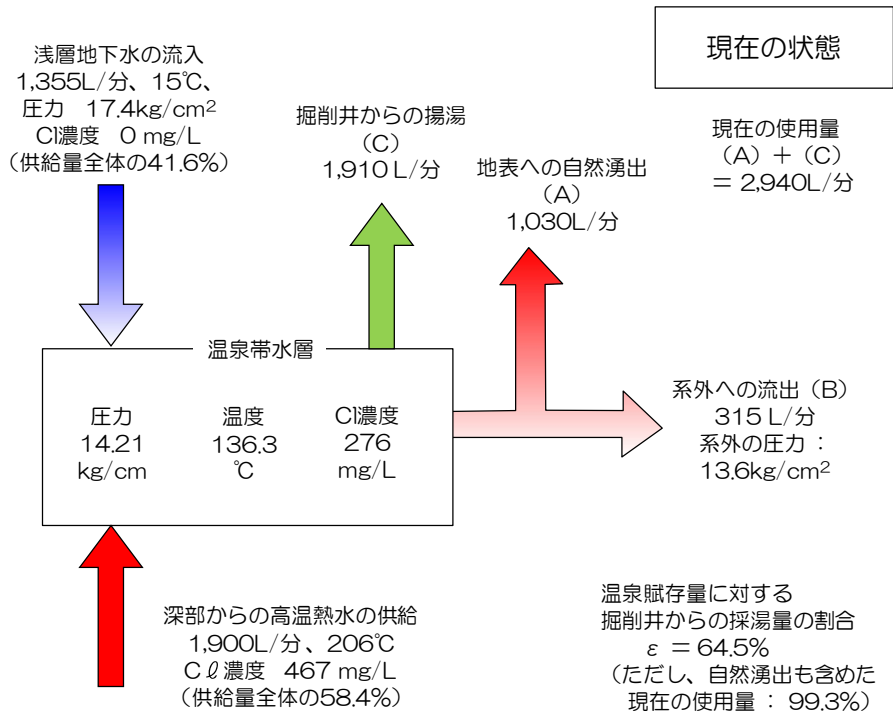 現在の状態
浅層地下水の流入
1,355L/分、15℃、
圧力　17.4kg/cm²
Cl濃度　0 mg/L
（供給量全体の41.6%）
掘削井からの揚湯
（C）
1,910 L/分
地表への自然湧出
（A）
1,030L/分
現在の使用量
（A）＋（C）
＝2,940L/分
温泉帯水層
圧力
14.21
kg/cm
温度
136.3
℃
Cl濃度
276
mg/L
系外への流出（B）
315 L/分
系外の圧力：
13.6kg/cm²
深部からの高温熱水の供給
1,900L/分、206℃
Cℓ濃度　467 mg/L
（供給量全体の58.4%）
温泉賦存量に対する
掘削井からの採湯量の割合
ε ＝64.5%
（ただし、自然湧出も含めた
現在の使用量：99.3%）